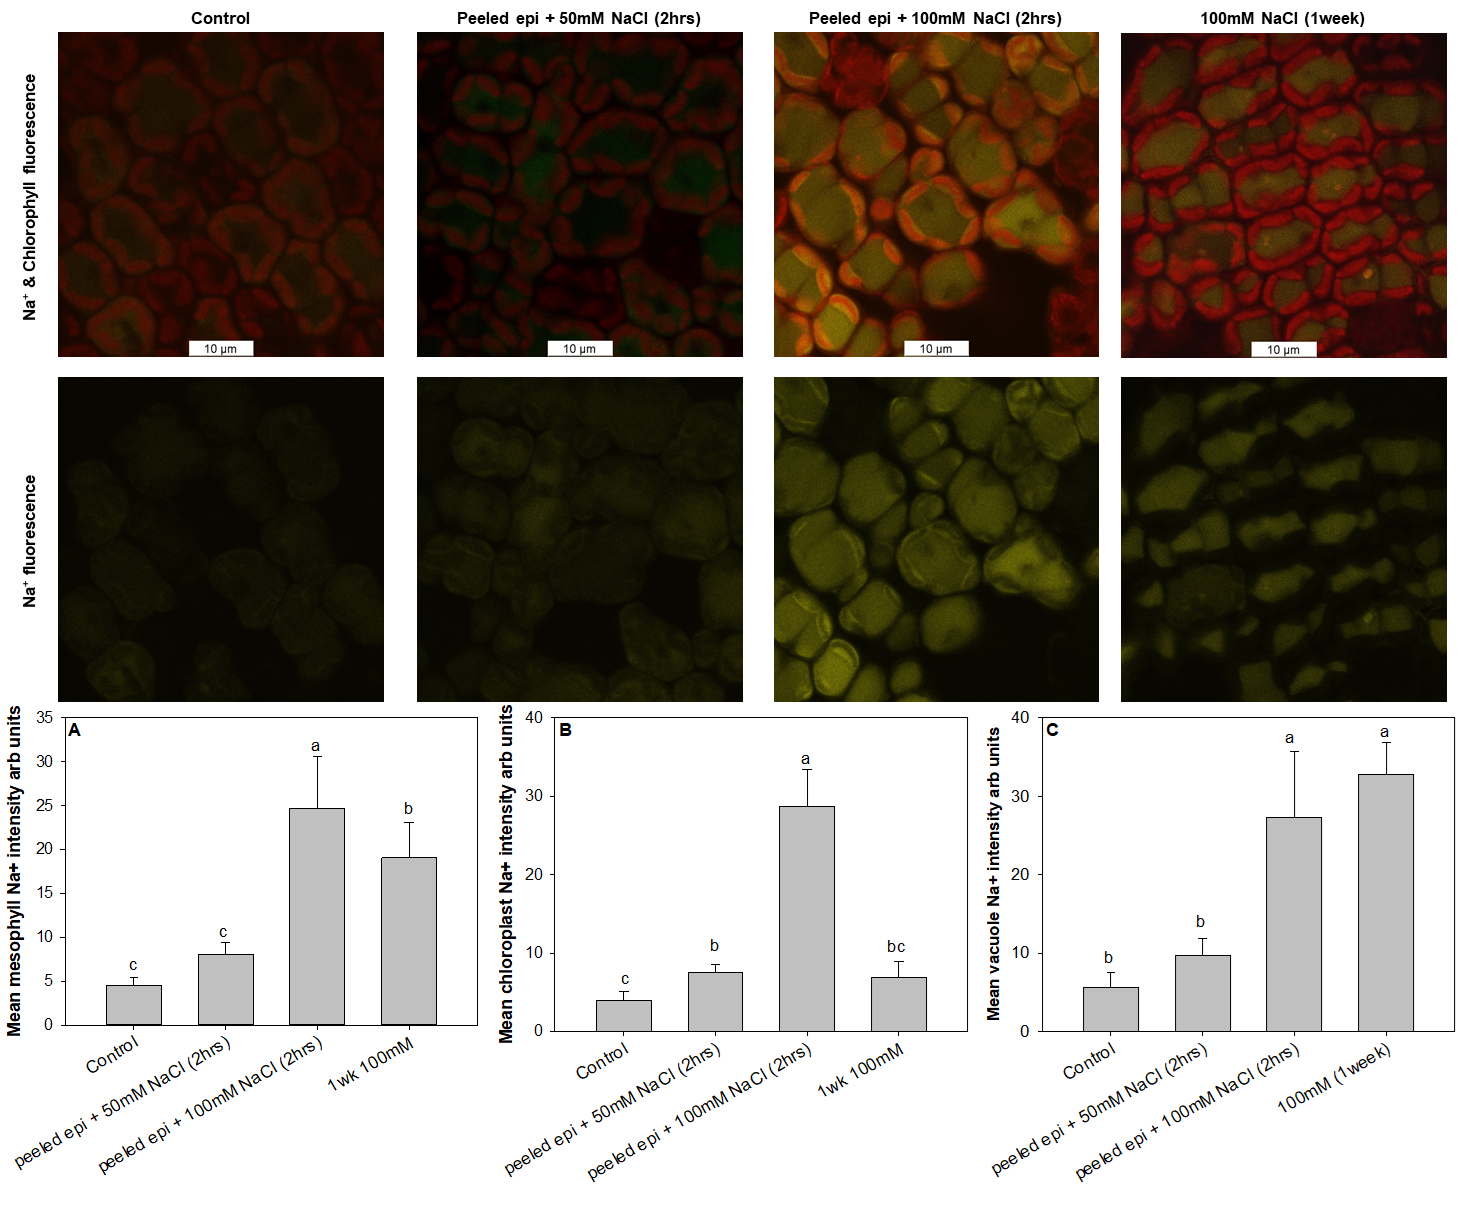 Control
Peeled epi + 50mM NaCl (2hrs)
Peeled epi + 100mM NaCl (2hrs)
100mM NaCl (1week)
Na⁺ & Chlorophyll fluorescence
10 µm
10 µm
10 µm
10 µm
Na⁺ fluorescence
A
Mean mesophyll Na+ intensity arb units
35
30
25
20
15
10
5
0
c
c
a
b
Control
peeled epi + 50mM NaCl (2hrs)
peeled epi + 100mM NaCl (2hrs)
1wk 100mM
B
Mean chloroplast Na+ intensity arb units
40
30
20
10
0
c
b
a
bc
Control
peeled epi + 50mM NaCl (2hrs)
peeled epi + 100mM NaCl (2hrs)
1wk 100mM
C
Mean vacuole Na+ intensity arb units
40
30
20
10
0
b
b
a
a
Control
peeled epi + 50mM NaCl (2hrs)
peeled epi + 100mM NaCl (2hrs)
100mM (1week)